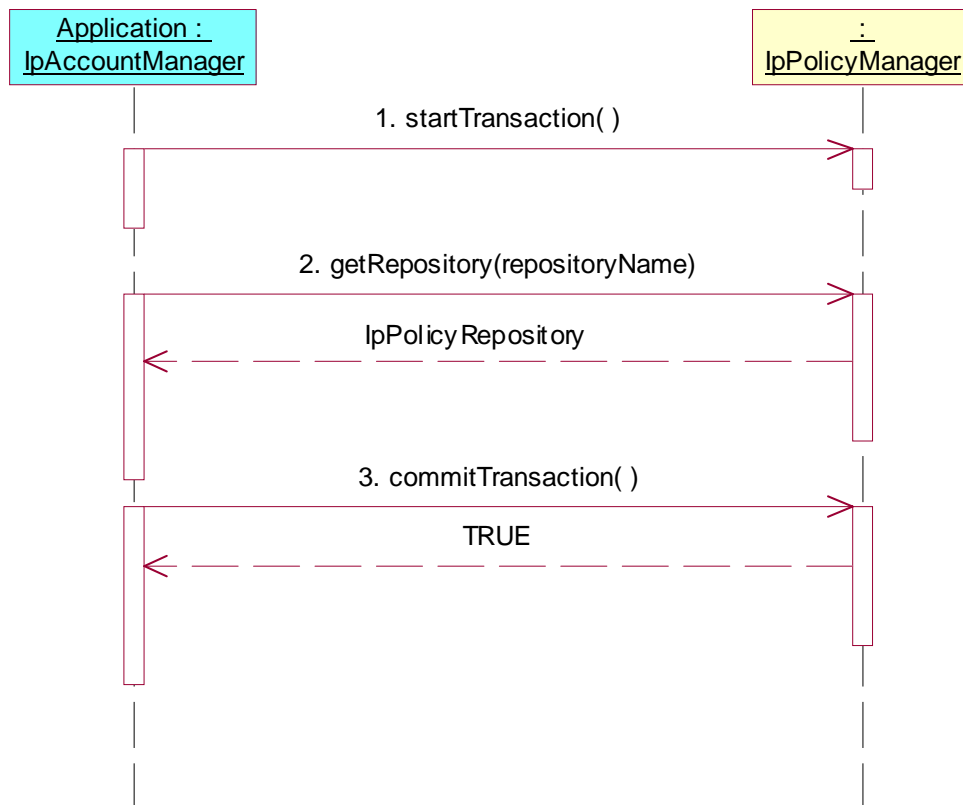 Application :
IpAccountManager
:
IpPolicyManager
1. startTransaction( )
2. getRepository(repositoryName)
IpPolicyRepository
3. commitTransaction( )
TRUE